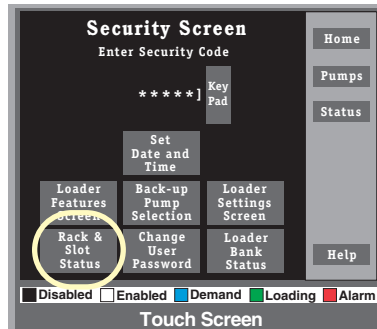 Security Screen
Enter Security Code
*****]
Key
Pad
Set
Date and
Time
Loader
Features
Screen
Back-up
Pump
Selection
Loader
Settings
Screen
Rack &
Slot
Status
Change
User
Password
Loader
Bank
Status
Home
Pumps
Status
Help
Disabled Enabled Demand Loading Alarm
Touch Screen